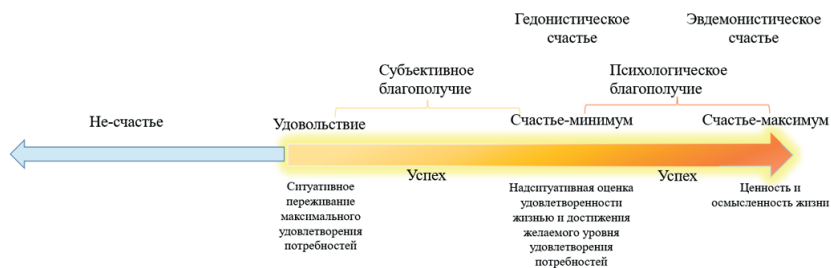 Гедонистическое
счастье
Эвдемонистическое
счастье
Субъективное
благополучие
Психологическое
благополучие
Не-счастье
Удовольствие
Счастье-минимум
Счастье-максимум
Успех
Успех
Ситуативное
переживание
максимального
удовлетворения
потребностей
Надситуативная оценка
удовлетворенности
жизнью и достижения
желаемого уровня
удовлетворения
потребностей
Ценность и
осмысленность жизни